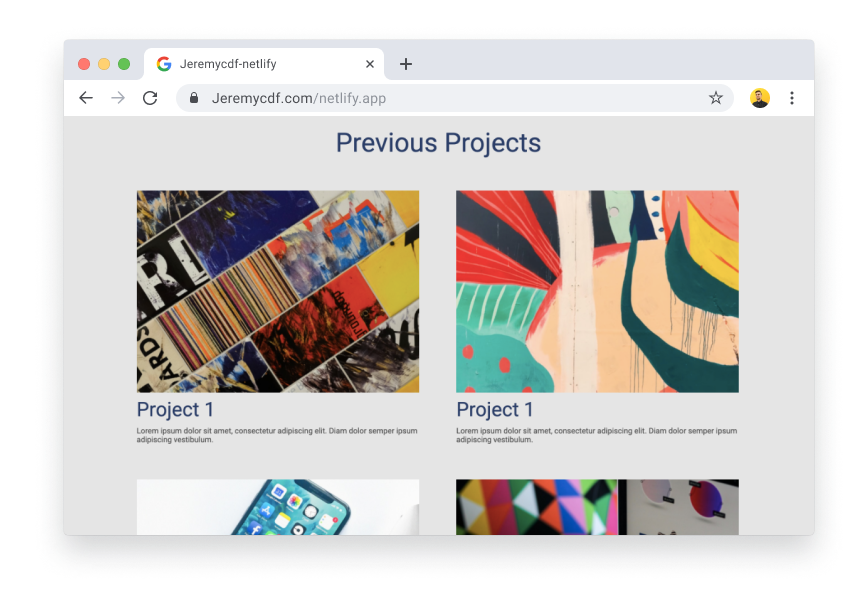 Jeremycdf-netlify
Jeremycdf.com/netlify.app
Previous Projects
Project 1
Lorem ipsum dolor sit amet, consectetur adipiscing elit. Diam dolor semper ipsum
adipiscing vestibulum.
Project 1
Lorem ipsum dolor sit amet, consectetur adipiscing elit. Diam dolor semper ipsum
adipiscing vestibulum.